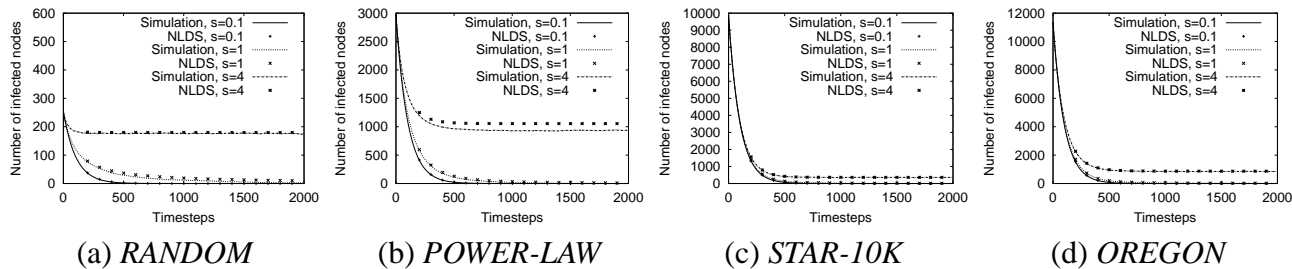 Number of infected nodes
600
500
400
300
200
100
0
Simulation, s=0.1
NLDS, s=0.1
Simulation, s=1
NLDS, s=1
Simulation, s=4
NLDS, s=4
0 500 1000 1500 2000
Timesteps
(a) RANDOM
Number of infected nodes
3000
2500
2000
1500
1000
500
0
Simulation, s=0.1
NLDS, s=0.1
Simulation, s=1
NLDS, s=1
Simulation, s=4
NLDS, s=4
0 500 1000 1500 2000
Timesteps
(b) POWER-LAW
Number of infected nodes
10000
9000
8000
7000
6000
5000
4000
3000
2000
1000
0
Simulation, s=0.1
NLDS, s=0.1
Simulation, s=1
NLDS, s=1
Simulation, s=4
NLDS, s=4
0 500 1000 1500 2000
Timesteps
(c) STAR-10K
Number of infected nodes
12000
10000
8000
6000
4000
2000
0
Simulation, s=0.1
NLDS, s=0.1
Simulation, s=1
NLDS, s=1
Simulation, s=4
NLDS, s=4
0 500 1000 1500 2000
Timesteps
(d) OREGON